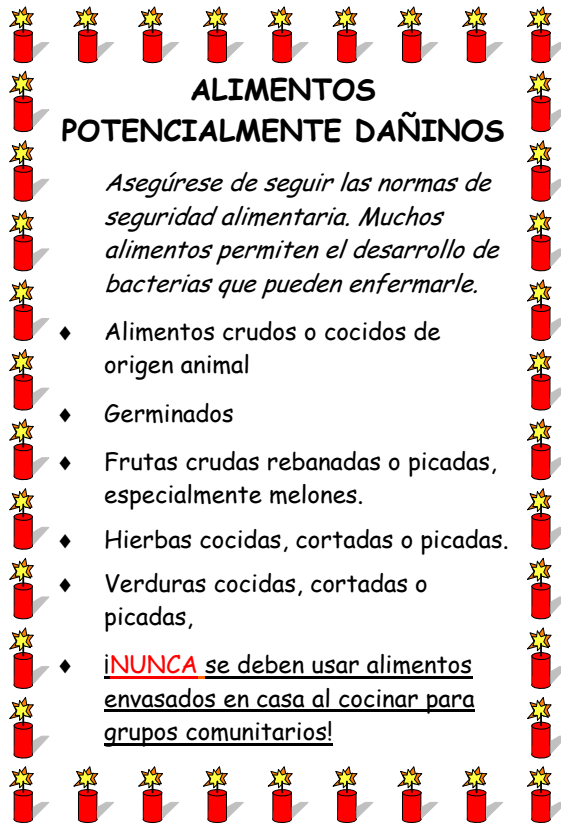 ALIMENTOS
POTENCIALMENTE DAÑINOS
Asegúrese de seguir las normas de
seguridad alimentaria. Muchos
alimentos permiten el desarrollo de
bacterias que pueden enfermarle.
♦ Alimentos crudos o cocidos de
origen animal
♦ Germinados
♦ Frutas crudas rebanadas o picadas,
especialmente melones.
♦ Hierbas cocidas, cortadas o picadas.
♦ Verduras cocidas, cortadas o
picadas,
♦ ¡NUNCA se deben usar alimentos
envasados en casa al cocinar para
grupos comunitarios!